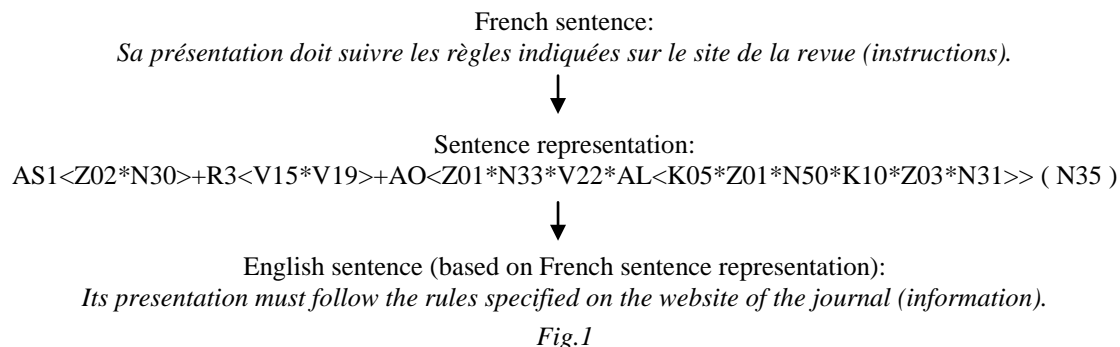 French sentence:
Sa présentation doit suivre les règles indiquées sur le site de la revue (instructions).
Sentence representation:
AS1<Z02*N30>+R3<V15*V19>+AO<Z01*N33*V22*AL<K05*Z01*N50*K10*Z03*N31>> ( N35 )
English sentence (based on French sentence representation):
Its presentation must follow the rules specified on the website of the journal (information).
Fig.1